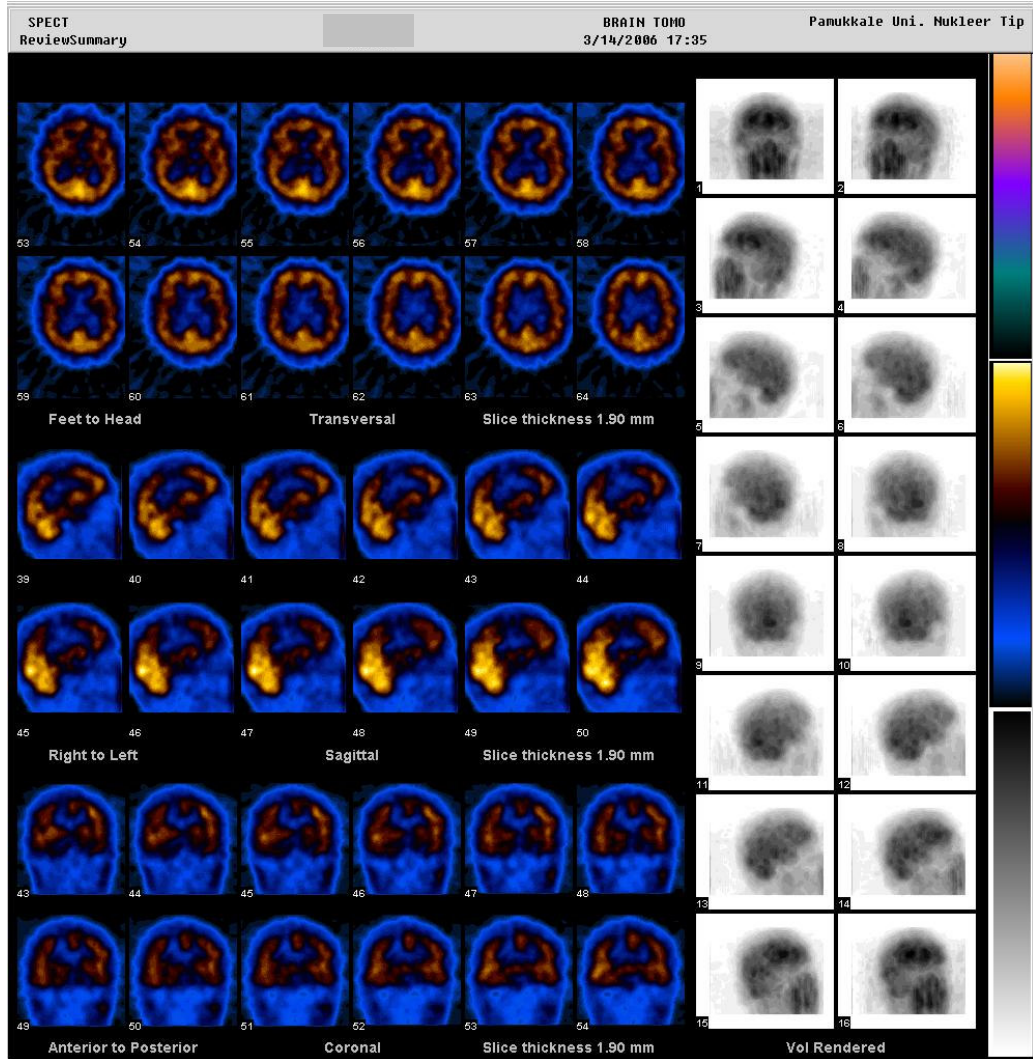 SPECT
ReviewSummary
BRAIN TOMO
3/14/2006 17:35
Pamukkale Uni. Nukleer Tip
53 54 55 56 57 58
59 60 61 62 63 64
Feet to Head Transversal Slice thickness 1.90 mm
39 40 41 42 43 44
45 46 47 48 49 50
Right to Left Sagittal Slice thickness 1.90 mm
43 44 45 46 47 48
49 50 51 52 53 54
Anterior to Posterior Coronal Slice thickness 1.90 mm
1 2
3 4
5 6
7 8
9 10
11 12
13 14
15 16
Vol Rendered